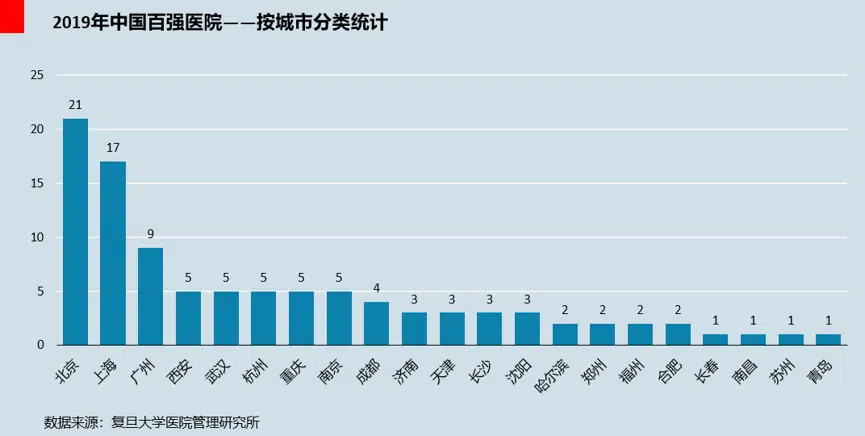 2019年中国百强医院——按城市分类统计
25
20
15
10
5
0
21
17
9
5
5
5
5
5
4
3
3
3
3
2
2
2
2
1
1
1
1
北京
上海
广州
西安
武汉
杭州
重庆
南京
成都
济南
天津
长沙
沈阳
哈尔滨
郑州
福州
合肥
长春
南昌
苏州
青岛
数据来源：复旦大学医院管理研究所